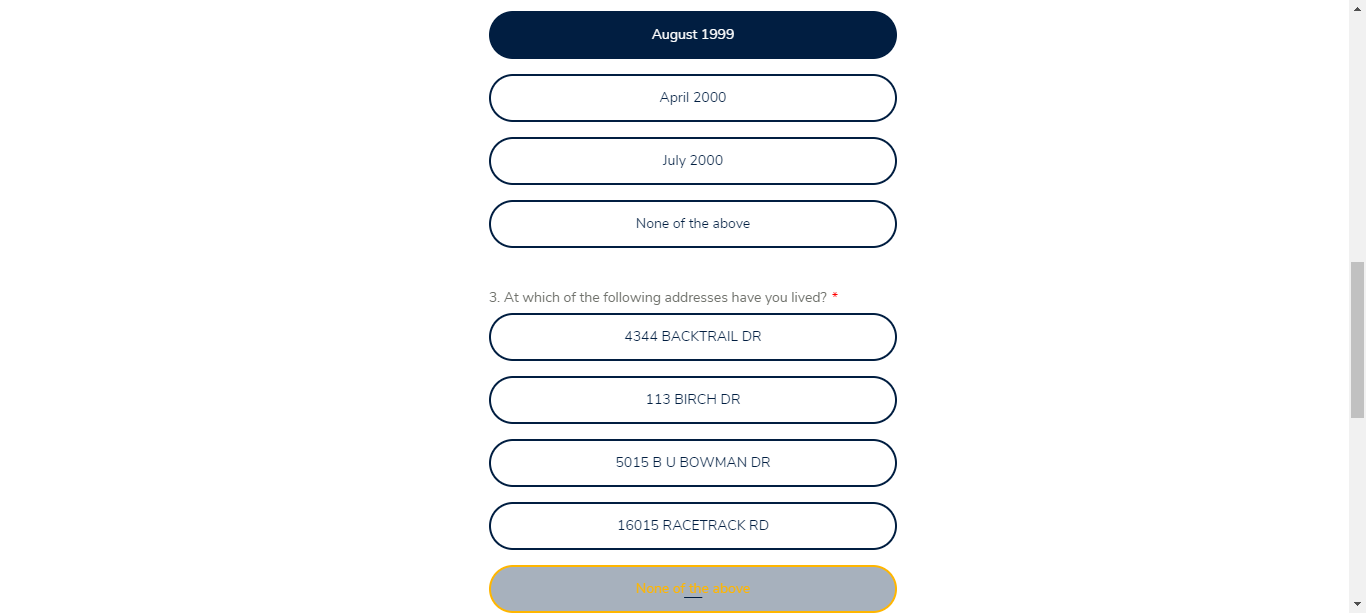 August 1999
April 2000
July 2000
None of the above
3. At which of the following addresses have you lived? *
4344 BACKTRAIL DR
113 BIRCH DR
5015 B U BOWMAN DR
16015 RACETRACK RD
None of the above